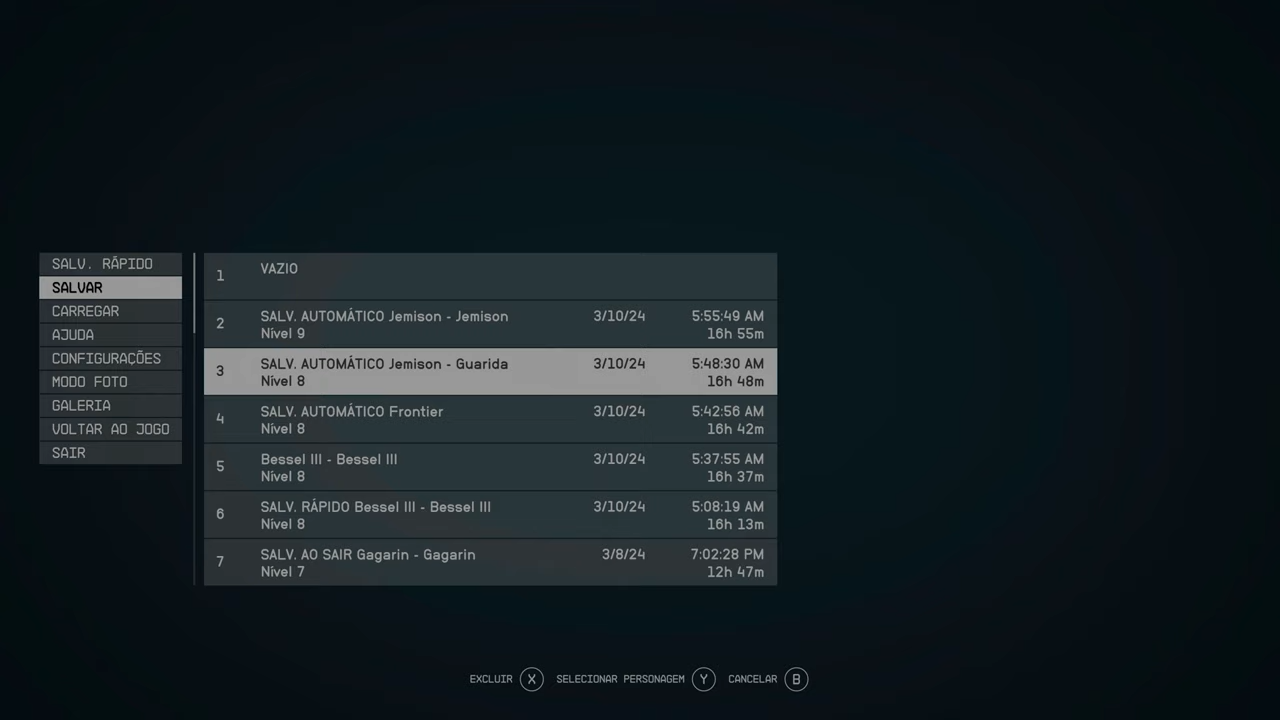 SALV. RÁPIDO
SALVAR
CARREGAR
AJUDA
CONFIGURAÇÕES
MODO FOTO
GALERIA
VOLTAR AO JOGO
SAIR
1 VAZIO
2 SALV. AUTOMÁTICO Jemison - Jemison 3/10/24 5:55:49 AM
Nível 9 16h 55m
3 SALV. AUTOMÁTICO Jemison - Guarida 3/10/24 5:48:30 AM
Nível 8 16h 48m
4 SALV. AUTOMÁTICO Frontier 3/10/24 5:42:56 AM
Nível 8 16h 42m
5 Bessel III - Bessel III 3/10/24 5:37:55 AM
Nível 8 16h 37m
6 SALV. RÁPIDO Bessel III - Bessel III 3/10/24 5:08:19 AM
Nível 8 16h 13m
7 SALV. AO SAIR Gagarin - Gagarin 3/8/24 7:02:28 PM
Nível 7 12h 47m
EXCLUIR X SELECIONAR PERSONAGEM Y CANCELAR B